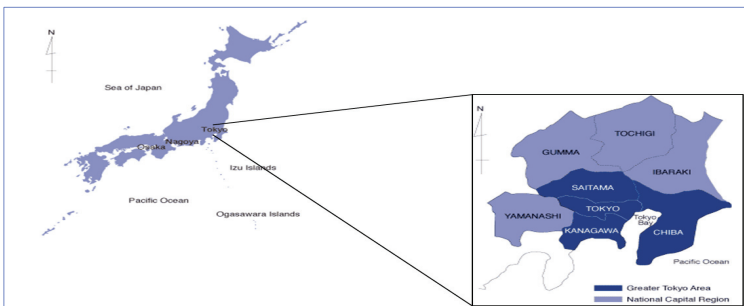 N
Sea of Japan
Tokyo
Nagoya
Osaka
Izu Islands
Pacific Ocean
Ogasawara Islands
N
TOCHIGI
GUMMA
IBARAKI
SAITAMA
TOKYO
YAMANASHI
Tokyo
Bay
KANAGAWA
CHIBA
Pacific Ocean
Greater Tokyo Area
National Capital Region